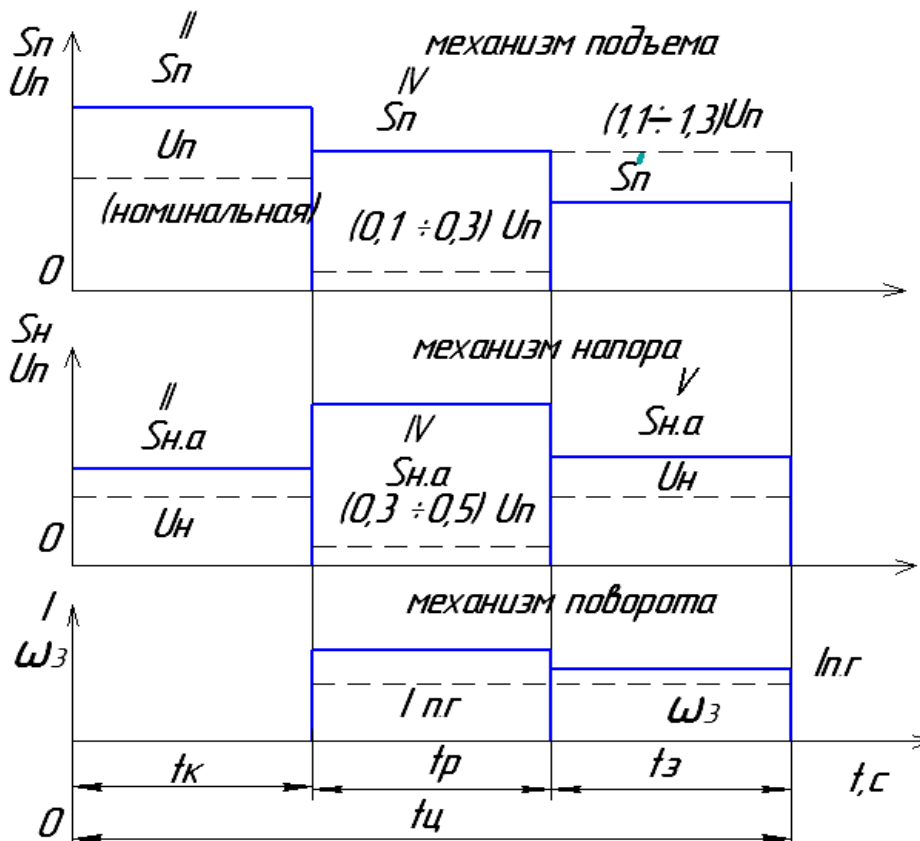 Sп
Uп
II
Sп
механизм подъема
IV
Sп
(1,1÷1,3)Uп
Uп
Sп
(номинальная)
(0,1÷0,3) Uп
0
Sн
Uп
механизм напора
II
Sн.а
IV
Sн.а
V
Sн.а
(0,3÷0,5) Uп
Uн
Uн
0
механизм поворота
I
ω3
Iп.г
I п.г
ω3
tк
tр
tз
t,с
0
tц